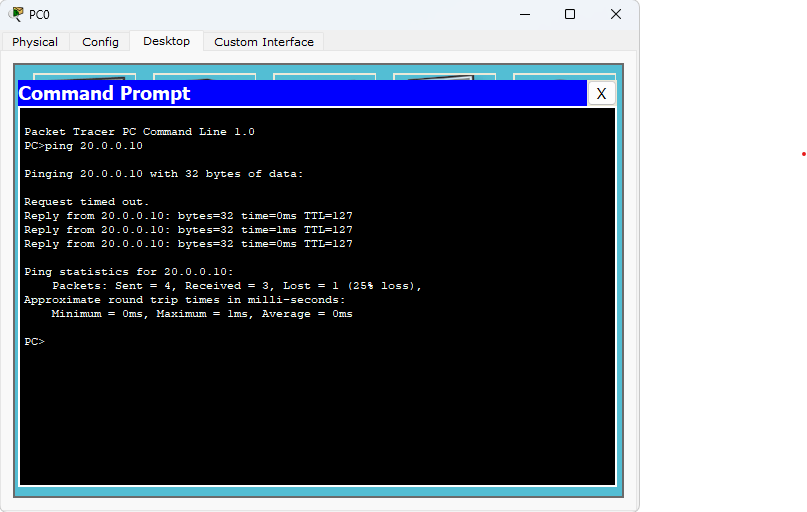 PC0
Physical Config Desktop Custom Interface
Command Prompt X
Packet Tracer PC Command Line 1.0
PC>ping 20.0.0.10
Pinging 20.0.0.10 with 32 bytes of data:
Request timed out.
Reply from 20.0.0.10: bytes=32 time=0ms TTL=127
Reply from 20.0.0.10: bytes=32 time=1ms TTL=127
Reply from 20.0.0.10: bytes=32 time=0ms TTL=127
Ping statistics for 20.0.0.10:
Packets: Sent = 4, Received = 3, Lost = 1 (25% loss),
Approximate round trip times in milli-seconds:
Minimum = 0ms, Maximum = 1ms, Average = 0ms
PC>